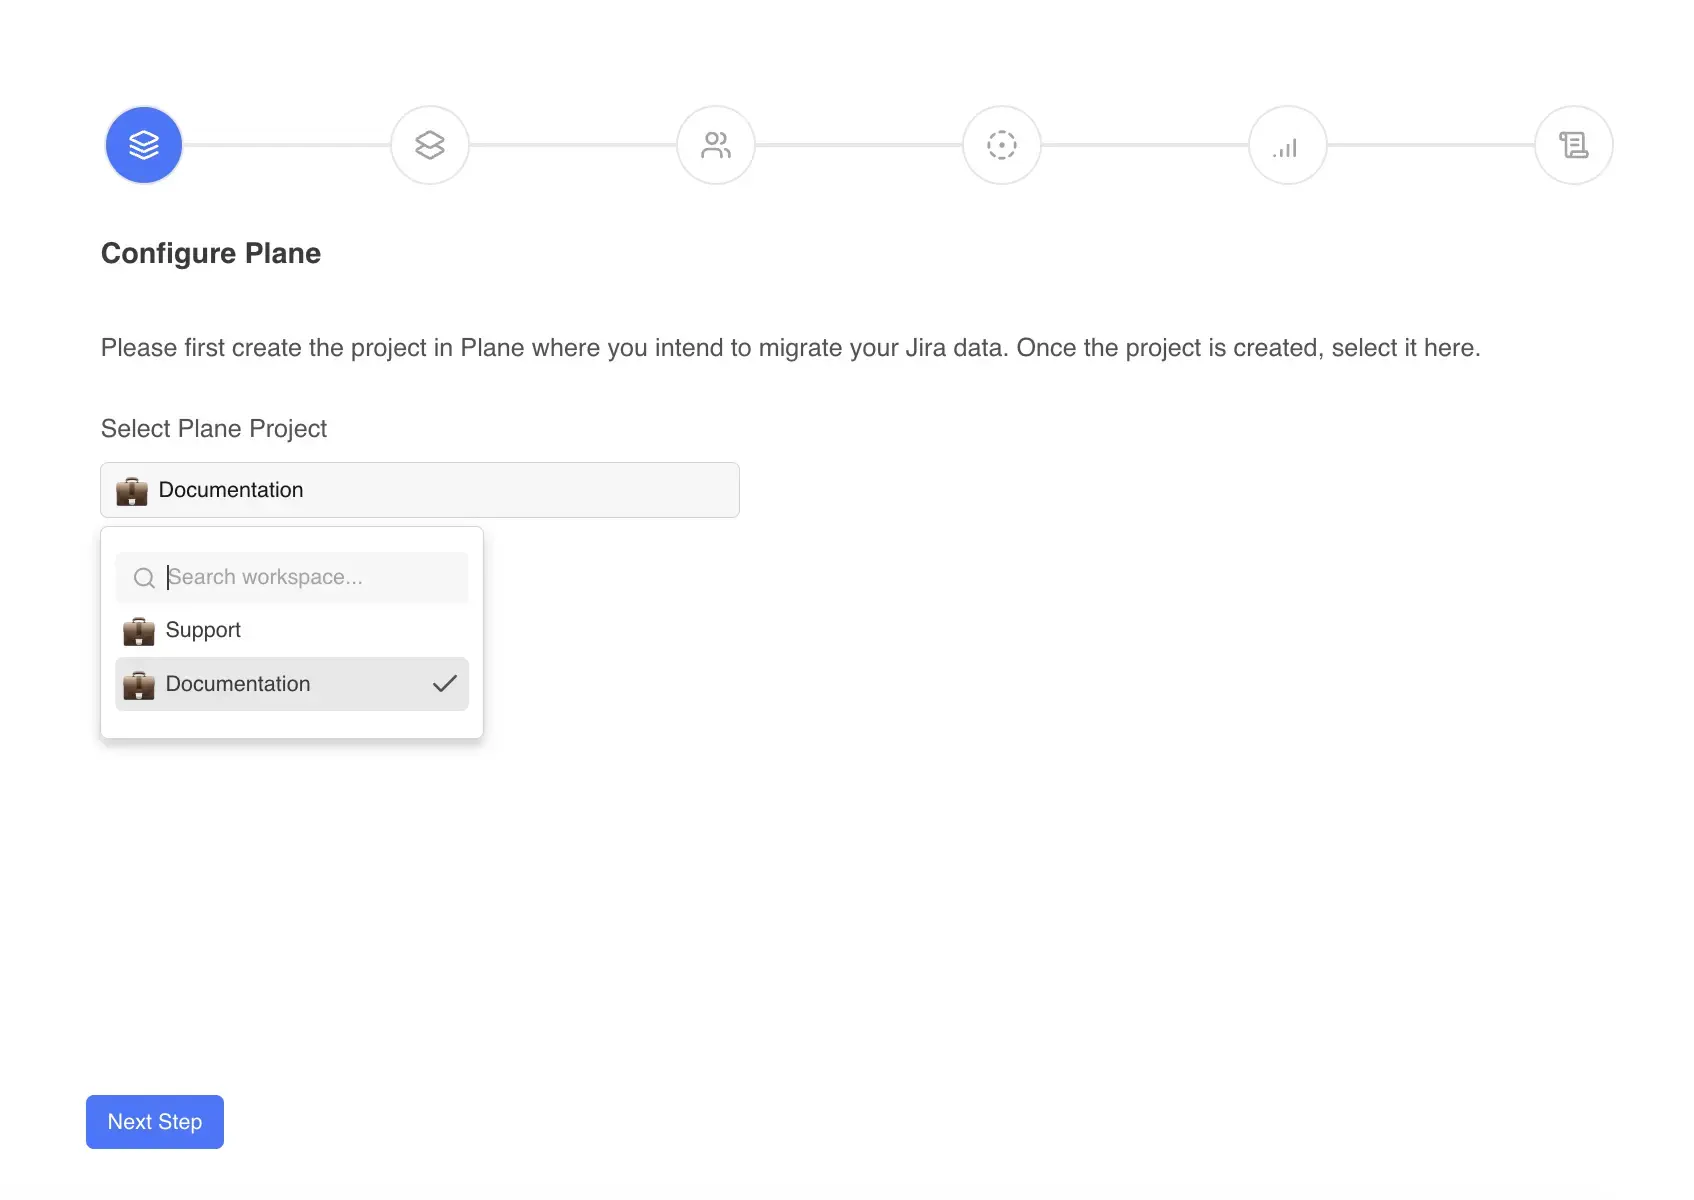 Configure Plane
Please first create the project in Plane where you intend to migrate your Jira data. Once the project is created, select it here.
Select Plane Project
Documentation
Search workspace...
Support
Documentation
Next Step